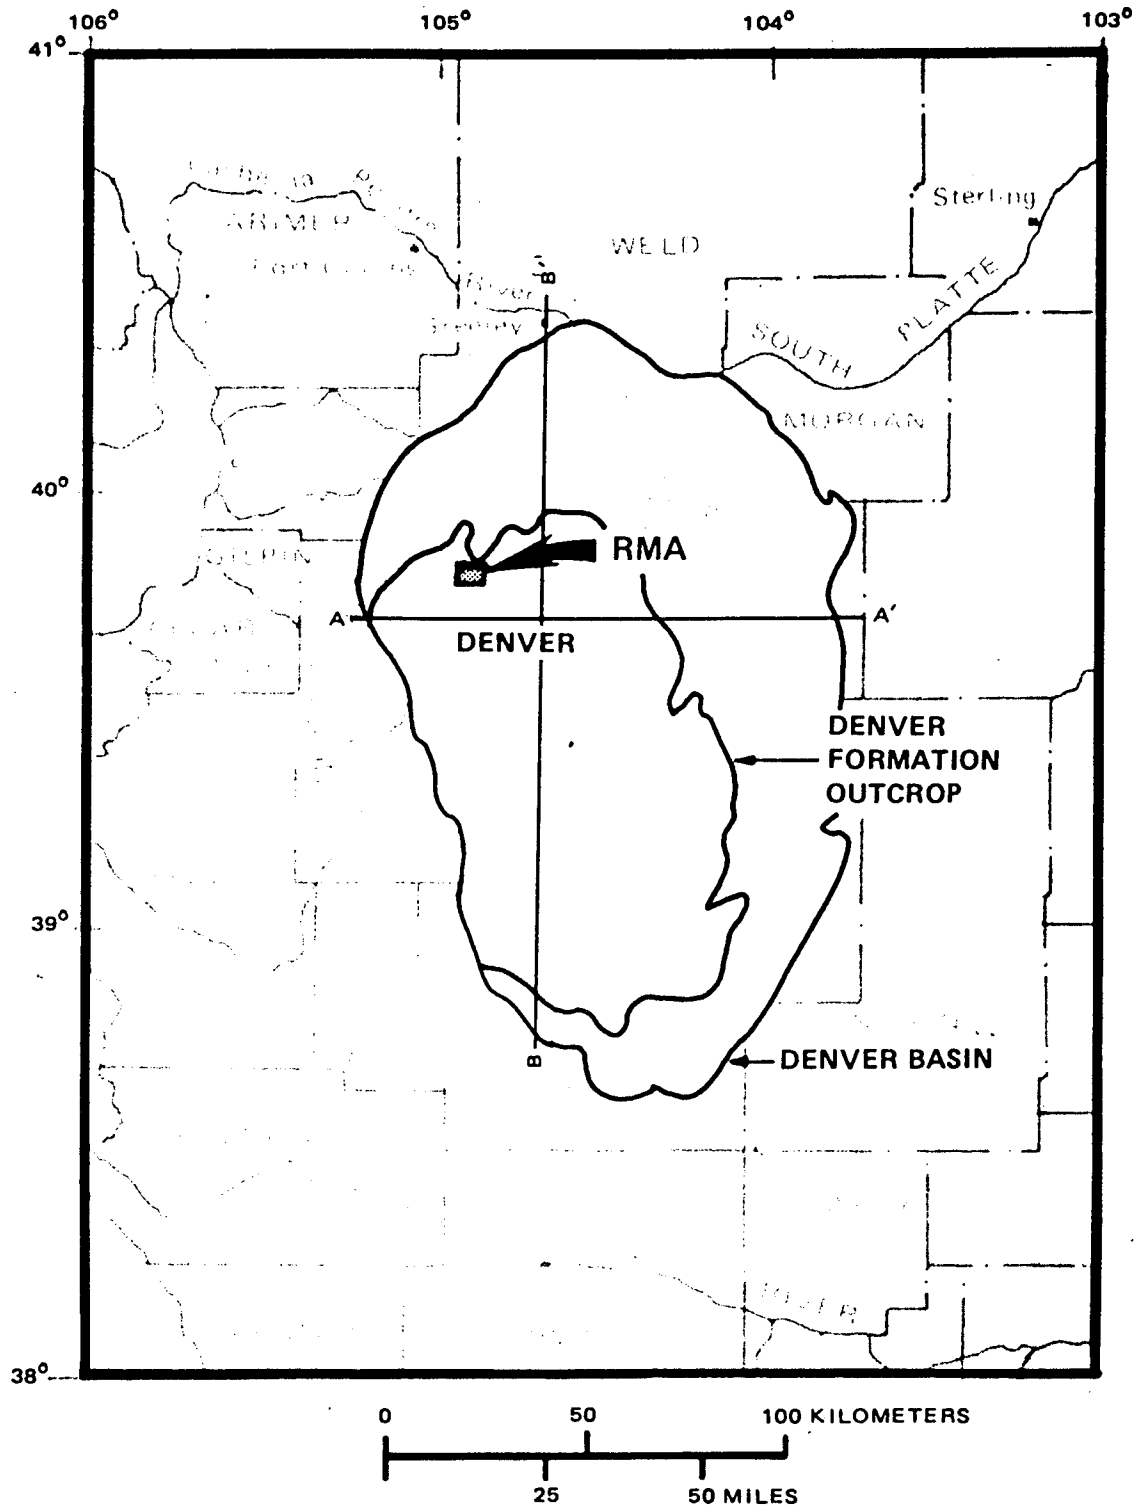 106° 105° 104° 103°
41°
Sterling
WELD
B
River
SOUTH PLATTE
MORGAN
40°
RMA
A A'
DENVER
DENVER
FORMATION
OUTCROP
39°
B
DENVER BASIN
RIVER
38°
0 50 100 KILOMETERS
25 50 MILES